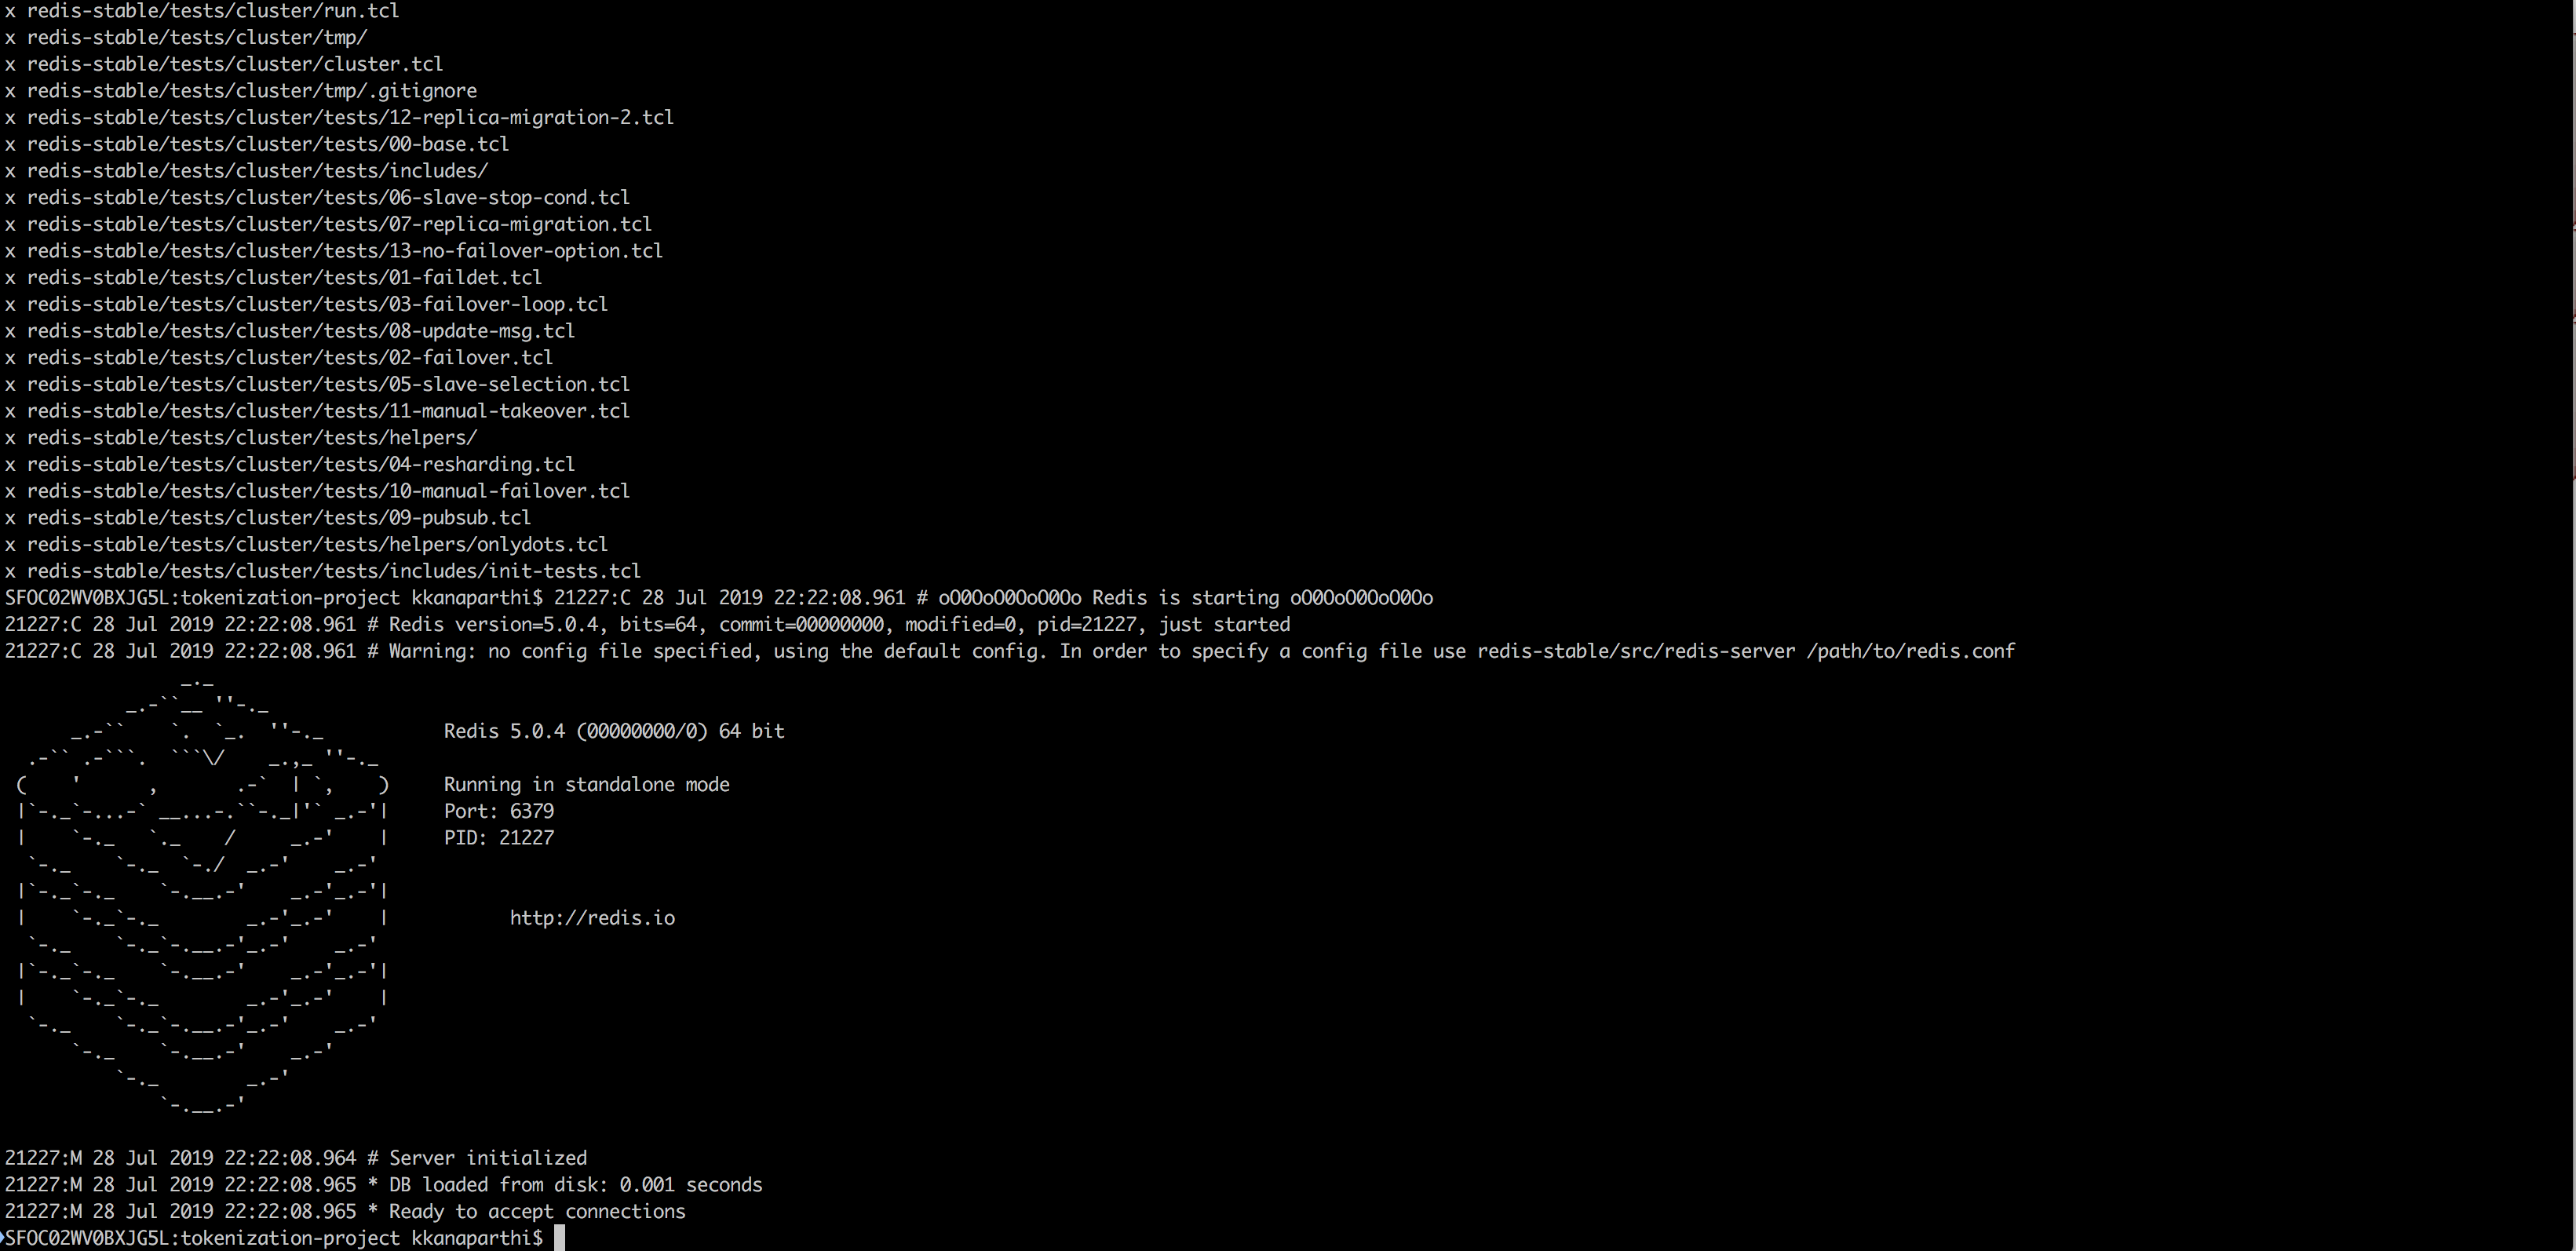 x redis-stable/tests/cluster/run.tcl
x redis-stable/tests/cluster/tmp/
x redis-stable/tests/cluster/cluster.tcl
x redis-stable/tests/cluster/tmp/.gitignore
x redis-stable/tests/cluster/tests/12-replica-migration-2.tcl
x redis-stable/tests/cluster/tests/00-base.tcl
x redis-stable/tests/cluster/tests/includes/
x redis-stable/tests/cluster/tests/06-slave-stop-cond.tcl
x redis-stable/tests/cluster/tests/07-replica-migration.tcl
x redis-stable/tests/cluster/tests/13-no-failover-option.tcl
x redis-stable/tests/cluster/tests/01-faildet.tcl
x redis-stable/tests/cluster/tests/03-failover-loop.tcl
x redis-stable/tests/cluster/tests/08-update-msg.tcl
x redis-stable/tests/cluster/tests/02-failover.tcl
x redis-stable/tests/cluster/tests/05-slave-selection.tcl
x redis-stable/tests/cluster/tests/11-manual-takeover.tcl
x redis-stable/tests/cluster/tests/helpers/
x redis-stable/tests/cluster/tests/04-resharding.tcl
x redis-stable/tests/cluster/tests/10-manual-failover.tcl
x redis-stable/tests/cluster/tests/09-pubsub.tcl
x redis-stable/tests/cluster/tests/helpers/onlydots.tcl
x redis-stable/tests/cluster/tests/includes/init-tests.tcl
SFOC02WV0BXJG5L:tokenization-project kkanaparthi$ 21227:C 28 Jul 2019 22:22:08.961 # oO0OoO0OoO0Oo Redis is starting oO0OoO0OoO0Oo
21227:C 28 Jul 2019 22:22:08.961 # Redis version=5.0.4, bits=64, commit=00000000, modified=0, pid=21227, just started
21227:C 28 Jul 2019 22:22:08.961 # Warning: no config file specified, using the default config. In order to specify a config file use redis-stable/src/redis-server /path/to/redis.conf
Redis 5.0.4 (00000000/0) 64 bit
Running in standalone mode
Port: 6379
PID: 21227
http://redis.io
21227:M 28 Jul 2019 22:22:08.964 # Server initialized
21227:M 28 Jul 2019 22:22:08.965 * DB loaded from disk: 0.001 seconds
21227:M 28 Jul 2019 22:22:08.965 * Ready to accept connections
SFOC02WV0BXJG5L:tokenization-project kkanaparthi$